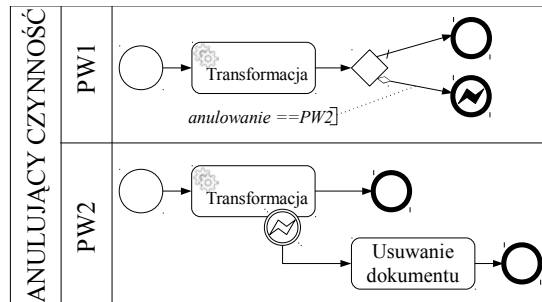 ANULUJĄCY CZYNNOŚĆ
PW1
Transformacja
anulowanie ==PW2
PW2
Transformacja
Usuwanie
dokumentu